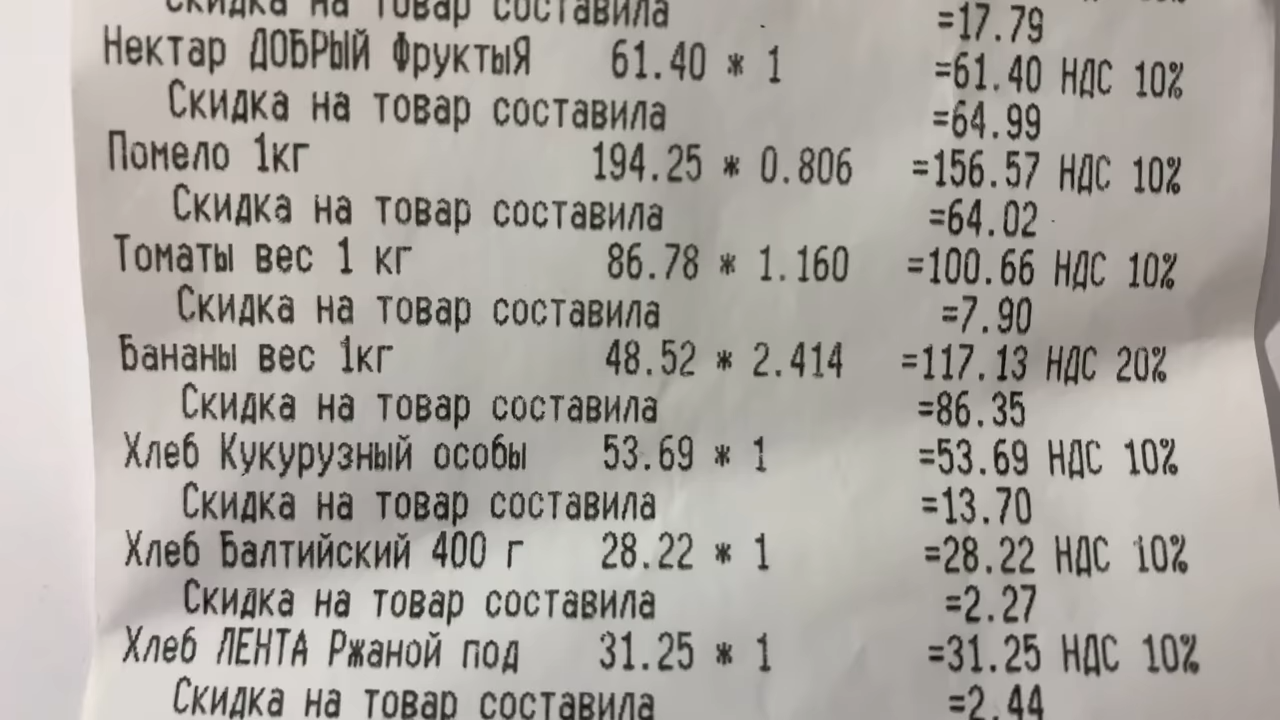 Скидка на товар составила =17.79
Нектар ДОБРЫЙ ФруктыЯ 61.40 * 1 =61.40 НДС 10%
Скидка на товар составила =64.99
Помело 1кг 194.25 * 0.806 =156.57 НДС 10%
Скидка на товар составила =64.02
Томаты вес 1 кг 86.78 * 1.160 =100.66 НДС 10%
Скидка на товар составила =7.90
Бананы вес 1кг 48.52 * 2.414 =117.13 НДС 20%
Скидка на товар составила =86.35
Хлеб Кукурузный особы 53.69 * 1 =53.69 НДС 10%
Скидка на товар составила =13.70
Хлеб Балтийский 400 г 28.22 * 1 =28.22 НДС 10%
Скидка на товар составила =2.27
Хлеб ЛЕНТА Ржаной под 31.25 * 1 =31.25 НДС 10%
Скидка на товар составила =2.44